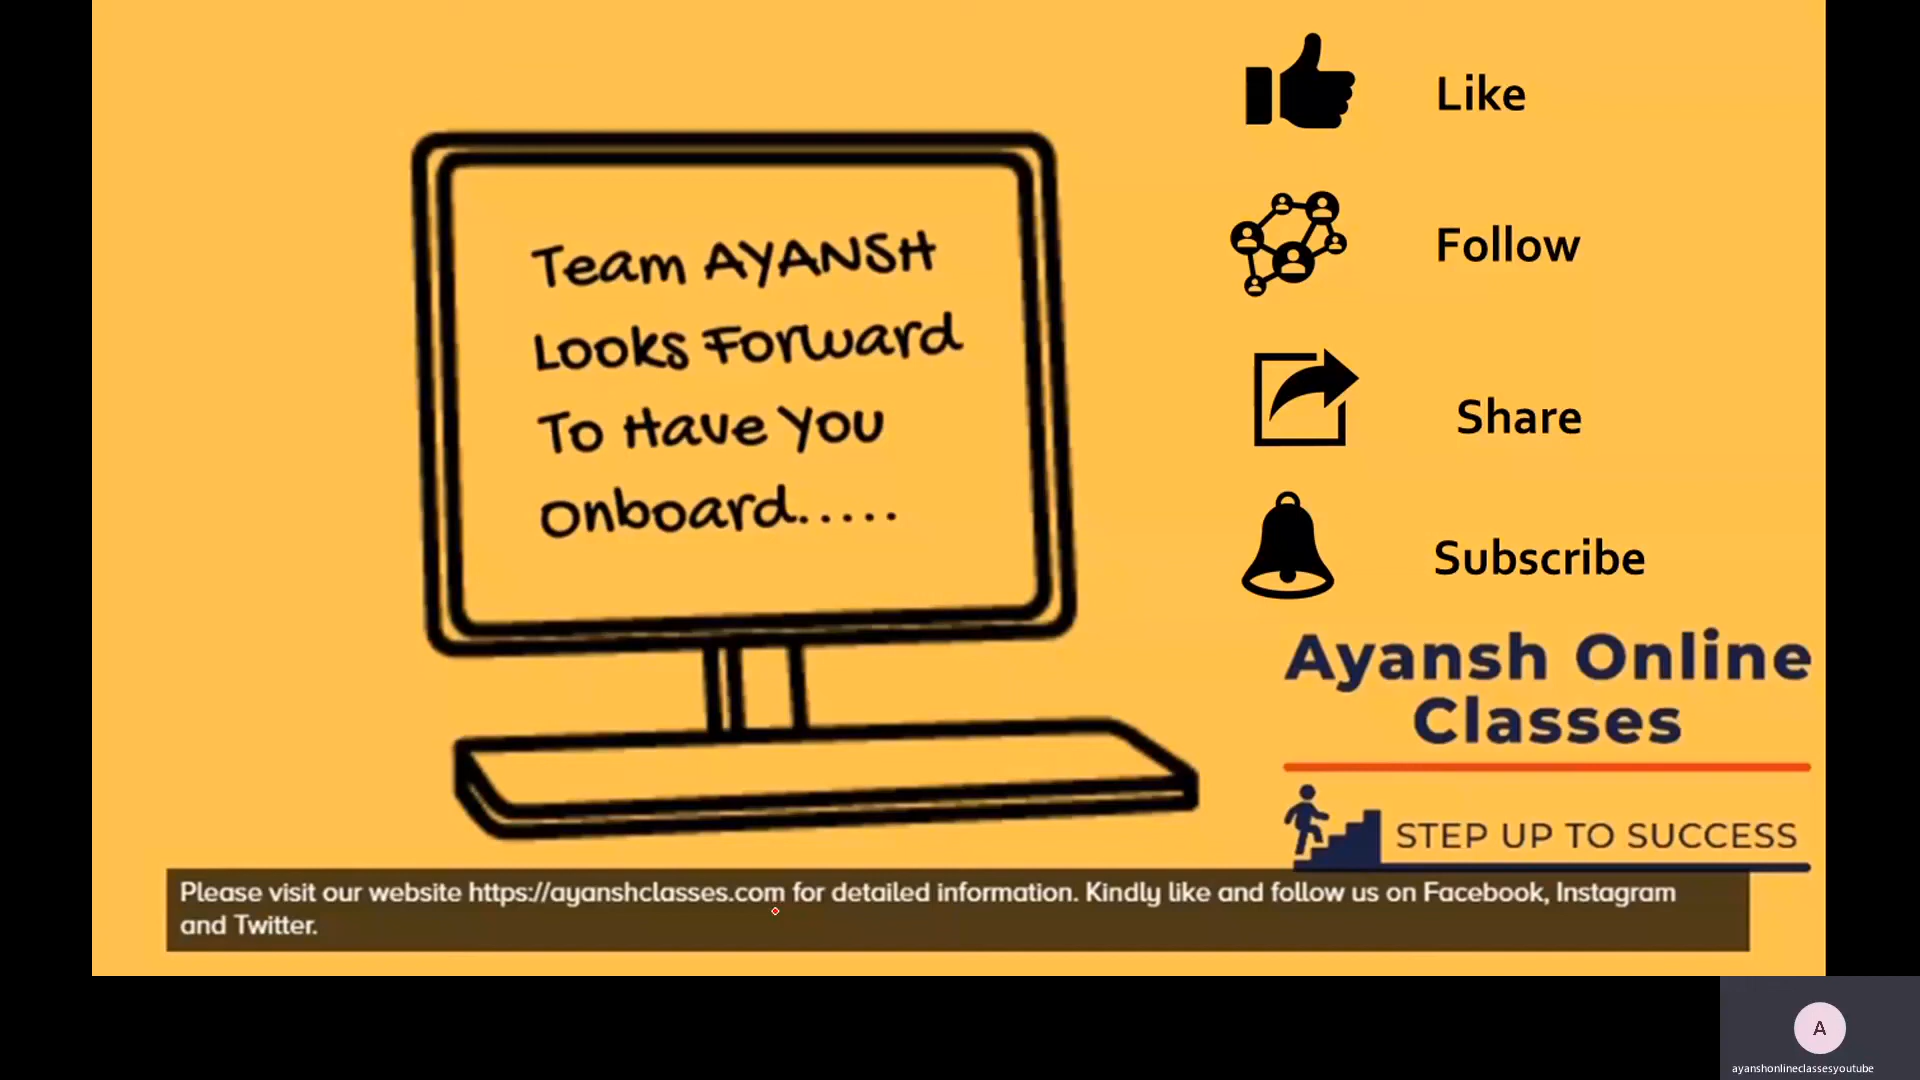 Like
Follow
Share
Subscribe
Team AYANSH
Looks Forward
To Have You
Onboard.....
Ayansh Online
Classes
STEP UP TO SUCCESS
Please visit our website https://ayanshclasses.com for detailed information. Kindly like and follow us on Facebook, Instagram
and Twitter.
A
ayanshonlineclassesyoutube